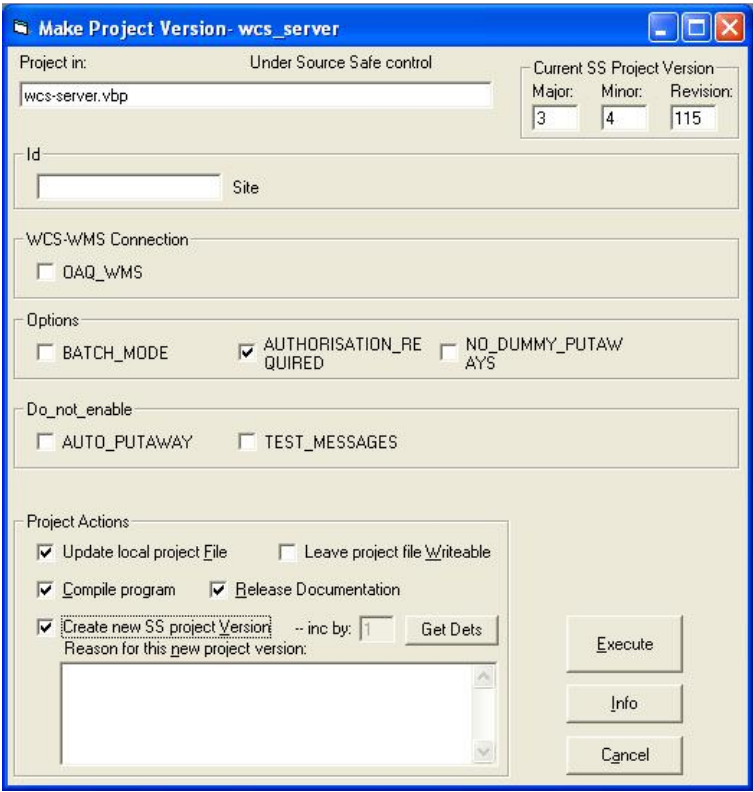 Make Project Version- wcs_server
Project in: Under Source Safe control
wcs-server.vbp
Current SS Project Version
Major: Minor: Revision:
3 4 115
Id
Site
WCS-WMS Connection
OAQ_WMS
Options
BATCH_MODE
AUTHORISATION_RE
QUIRED
NO_DUMMY_PUTAW
AYS
Do_not_enable
AUTO_PUTAWAY TEST_MESSAGES
Project Actions
Update local project File Leave project file Writeable
Compile program Release Documentation
Create new SS project Version -- inc by: 1 Get Dets
Reason for this new project version:
Execute
Info
Cancel